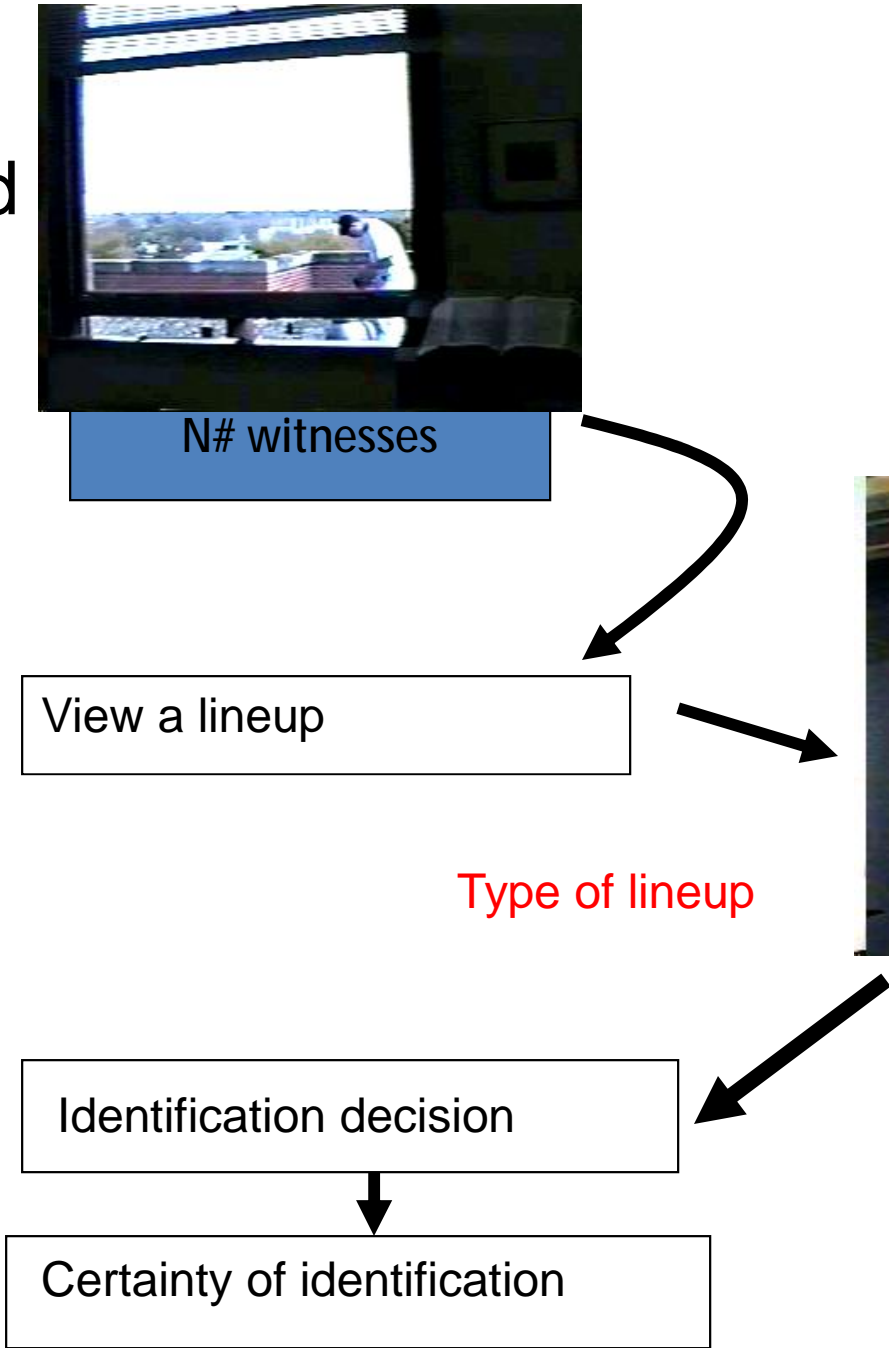 d
N# witnesses
View a lineup
Type of lineup
Identification decision
Certainty of identification